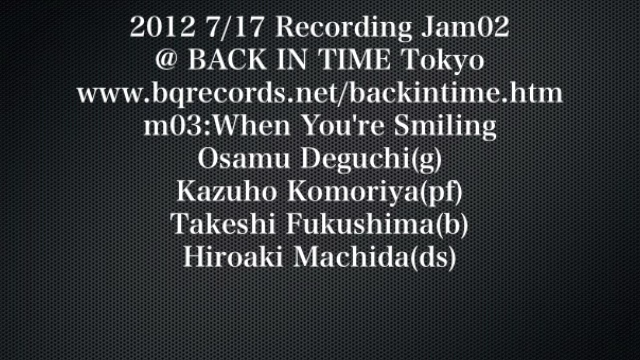 2012 7/17 Recording Jam02
@ BACK IN TIME Tokyo
www.bqrecords.net/backintime.htm
m03:When You're Smiling
Osamu Deguchi(g)
Kazuho Komoriya(pf)
Takeshi Fukushima(b)
Hiroaki Machida(ds)